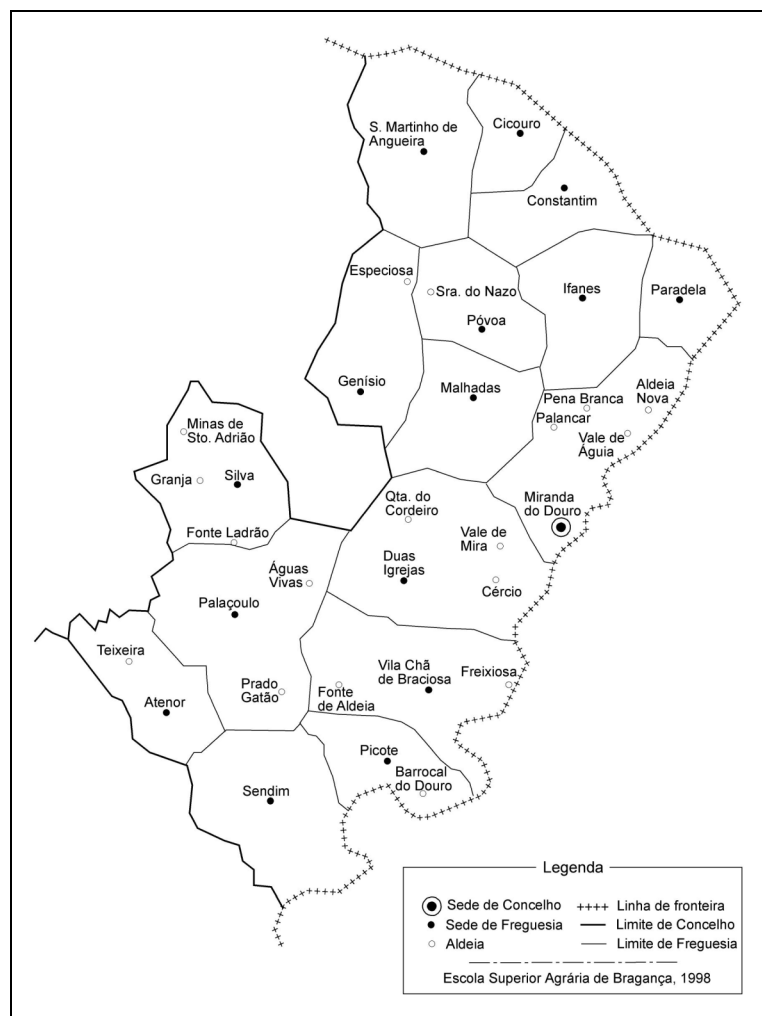 S. Martinho de
Angueira
Cicouro
Constantim
Especiosa
Sra. do Nazo
Póvoa
Ifanes
Paradela
Genísio
Malhadas
Pena Branca
Palancar
Aldeia
Nova
Vale de
Águia
Minas de
Sto. Adrião
Granja
Silva
Fonte Ladrão
Qta. do
Cordeiro
Vale de
Mira
Miranda
do Douro
Duas
Igrejas
Cércio
Águas
Vivas
Palaçoulo
Teixeira
Atenor
Prado
Gatão
Fonte
de Aldeia
Vila Chã
de Braciosa
Freixiosa
Picote
Barrocal
do Douro
Sendim
Legenda
Sede de Concelho
Sede de Freguesia
Aldeia
Linha de fronteira
Limite de Concelho
Limite de Freguesia
Escola Superior Agrária de Bragança, 1998